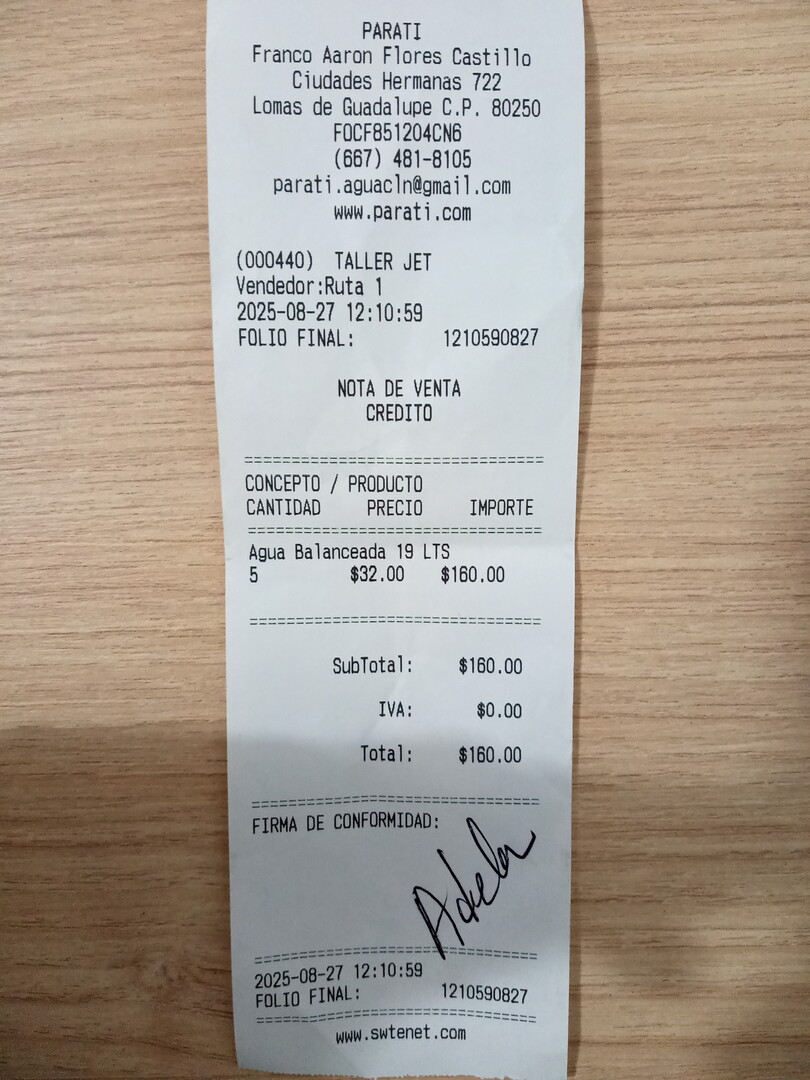 PARATI
Franco Aaron Flores Castillo
Ciudades Hermanas 722
Lomas de Guadalupe C.P. 80250
FOCF851204CN6
(667) 481-8105
parati.aguacln@gmail.com
www.parati.com
(000440) TALLER JET
Vendedor:Ruta 1
2025-08-27 12:10:59
FOLIO FINAL: 1210590827
NOTA DE VENTA
CREDITO
================================
CONCEPTO / PRODUCTO
CANTIDAD PRECIO IMPORTE
================================
Agua Balanceada 19 LTS
5 $32.00 $160.00
================================
SubTotal: $160.00
IVA: $0.00
Total: $160.00
================================
FIRMA DE CONFORMIDAD:
================================
2025-08-27 12:10:59
FOLIO FINAL: 1210590827
================================
www.swtenet.com